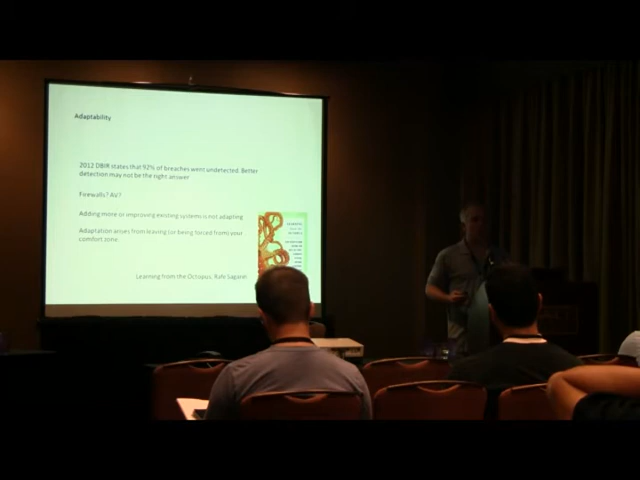 Adaptability
2012 DBIR states that 92% of breaches went undetected. Better
detection may not be the right answer
Firewalls? AV?
Adding more or improving existing systems is not adapting
Adaptation arises from leaving (or being forced from) your
comfort zone
Learning from the Octopus, Rafe Sagarin